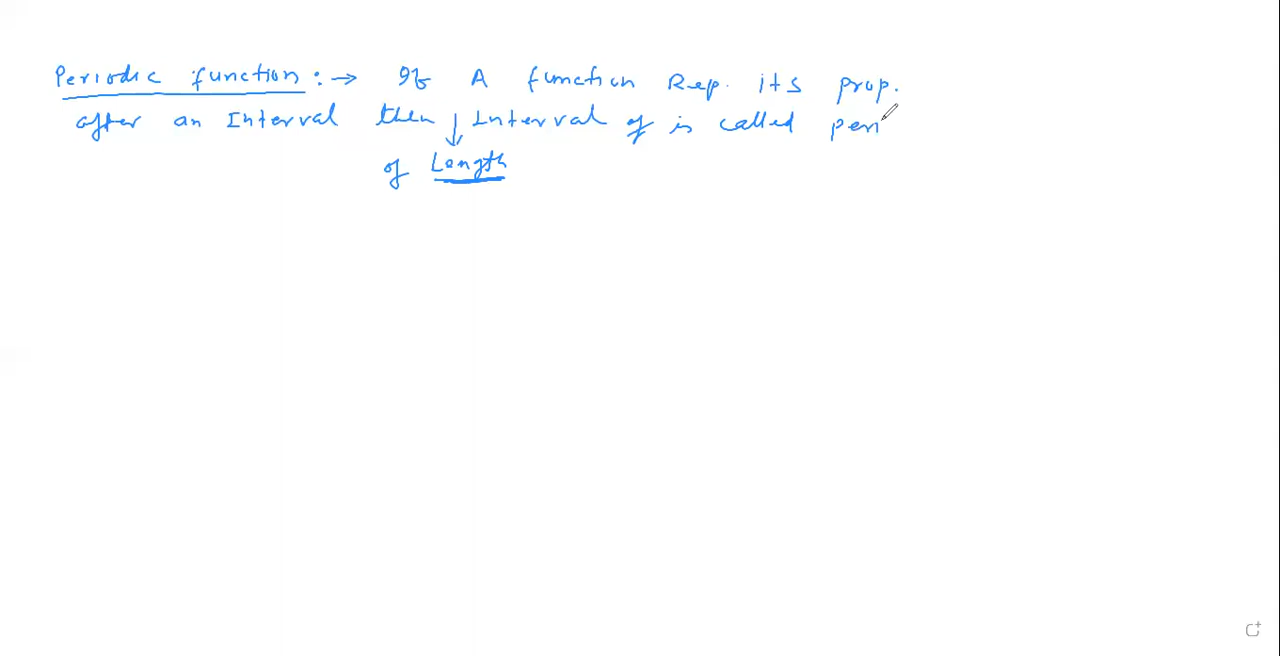 Periodic function :→ If A function Rep. its prop.
after an Interval then ↓ Interval of is called peri
of Length